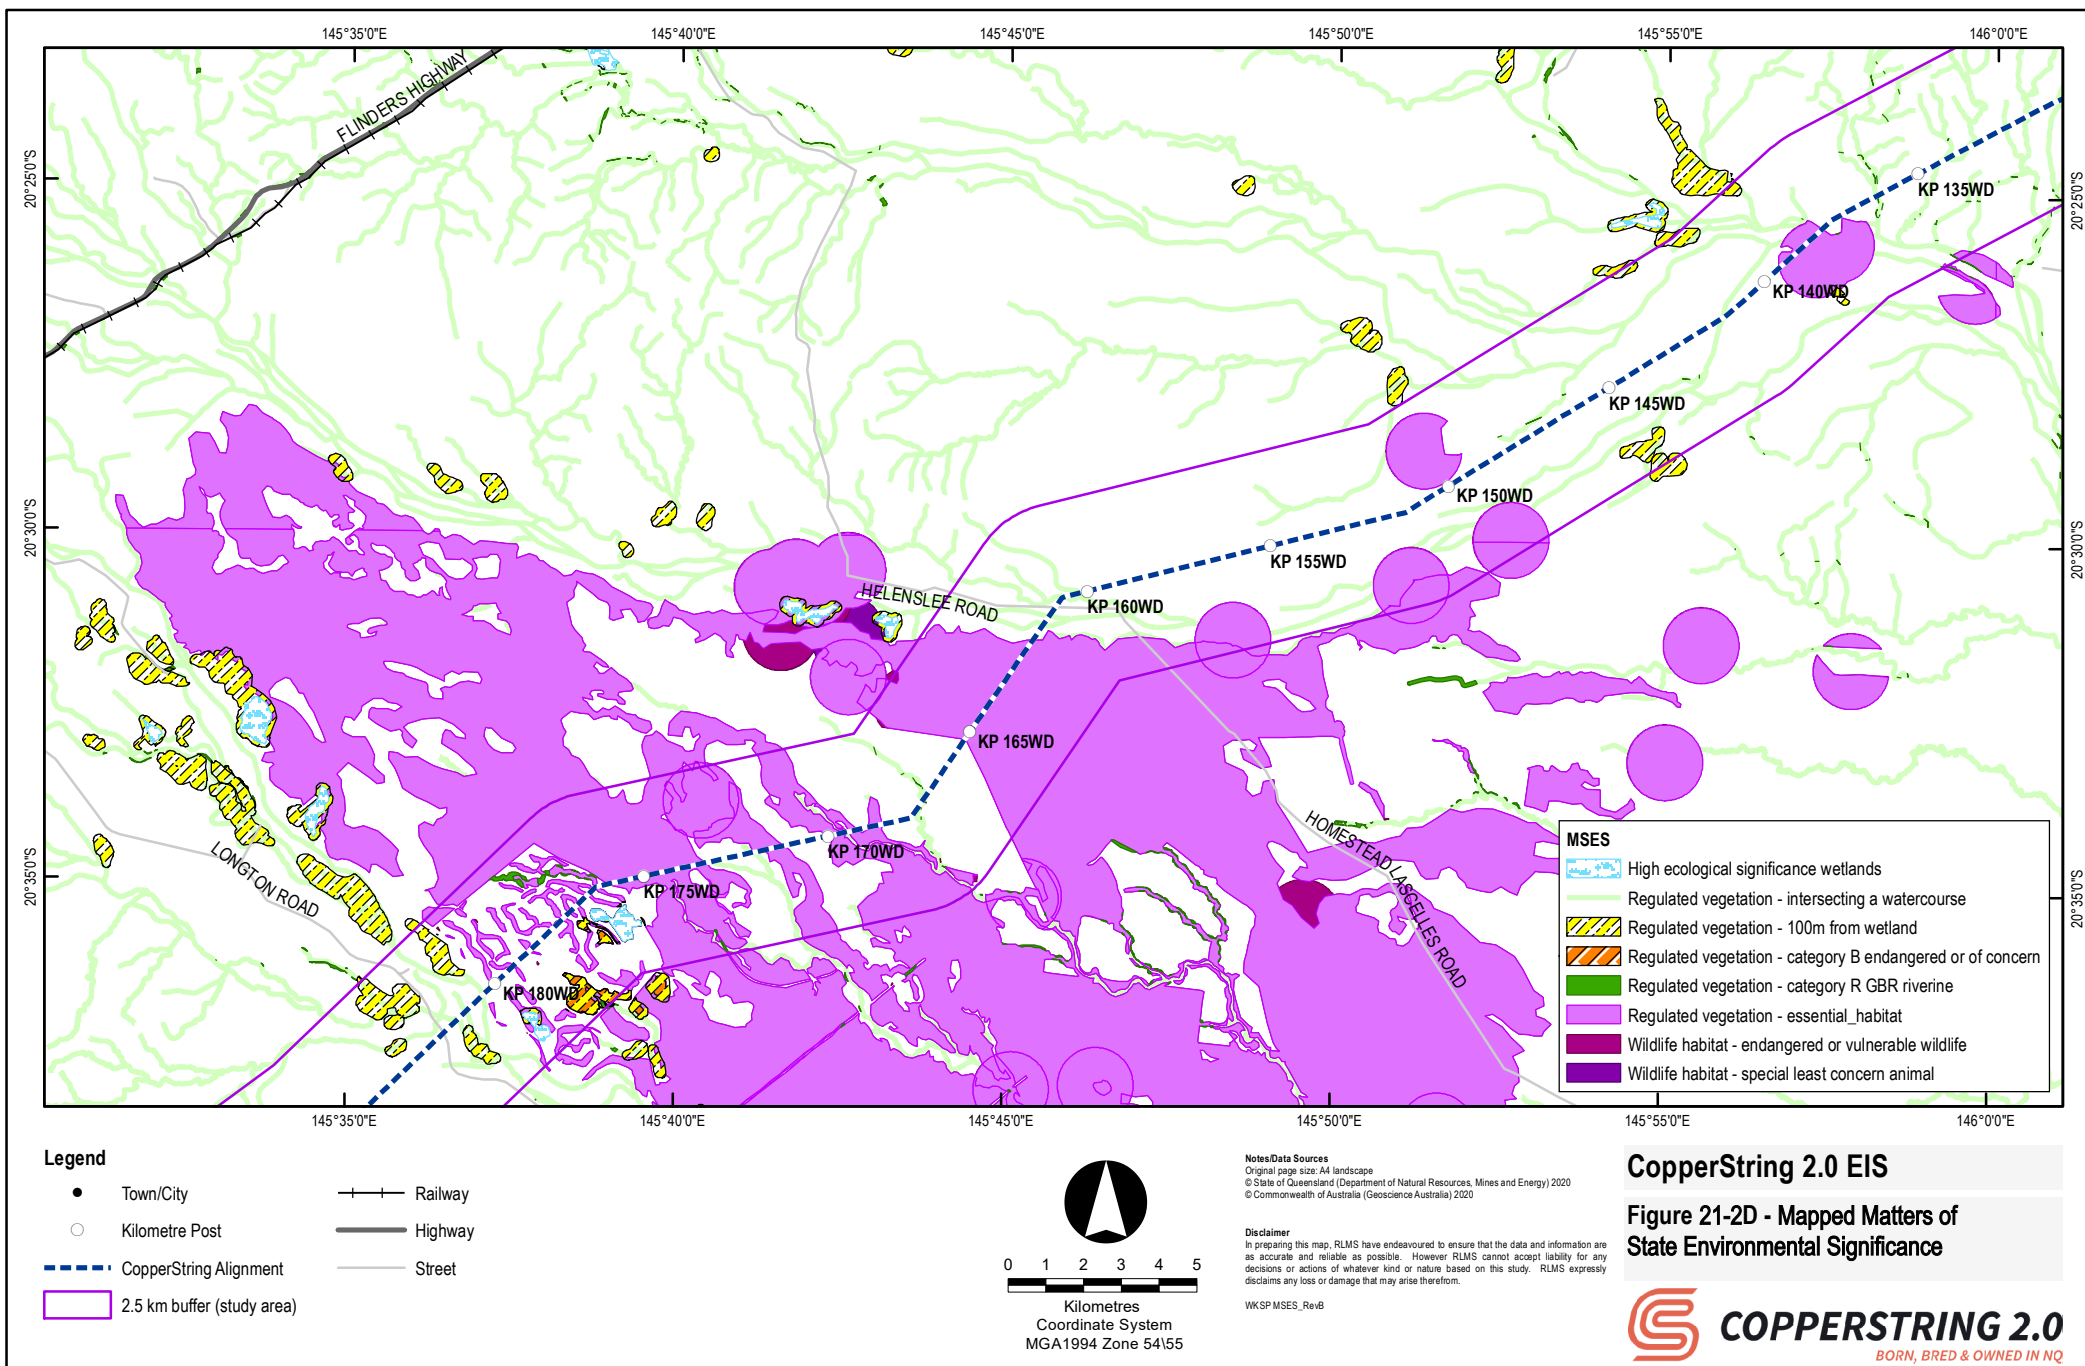 145°35'0"E
145°40'0"E
145°45'0"E
145°50'0"E
145°55'0"E
146°0'0"E
FLINDERS HIGHWAY
20°25'0"S
20°25'0"S
KP 135WD
KP 140WD
KP 145WD
KP 150WD
20°30'0"S
20°30'0"S
KP 155WD
HELENSLEE ROAD
KP 160WD
KP 165WD
HOMESTEAD LASCELLES ROAD
LONGTON ROAD
KP 170WD
20°35'0"S
20°35'0"S
KP 175WD
KP 180WD
MSES
High ecological significance wetlands
Regulated vegetation - intersecting a watercourse
Regulated vegetation - 100m from wetland
Regulated vegetation - category B endangered or of concern
Regulated vegetation - category R GBR riverine
Regulated vegetation - essential_habitat
Wildlife habitat - endangered or vulnerable wildlife
Wildlife habitat - special least concern animal
145°35'0"E
145°40'0"E
145°45'0"E
145°50'0"E
145°55'0"E
146°0'0"E
Legend
Town/City
Kilometre Post
CopperString Alignment
2.5 km buffer (study area)
Railway
Highway
Street
0 1 2 3 4 5
Kilometres
Coordinate System
MGA1994 Zone 54\55
Notes/Data Sources
Original page size: A4 landscape
© State of Queensland (Department of Natural Resources, Mines and Energy) 2020
© Commonwealth of Australia (Geoscience Australia) 2020
Disclaimer
In preparing this map, RLMS have endeavoured to ensure that the data and information are
as accurate and reliable as possible. However RLMS cannot accept liability for any
decisions or actions of whatever kind or nature based on this study. RLMS expressly
disclaims any loss or damage that may arise therefrom.
WKSP MSES_RevB
CopperString 2.0 EIS
Figure 21-2D - Mapped Matters of
State Environmental Significance
COPPERSTRING 2.0
BORN, BRED & OWNED IN NQ